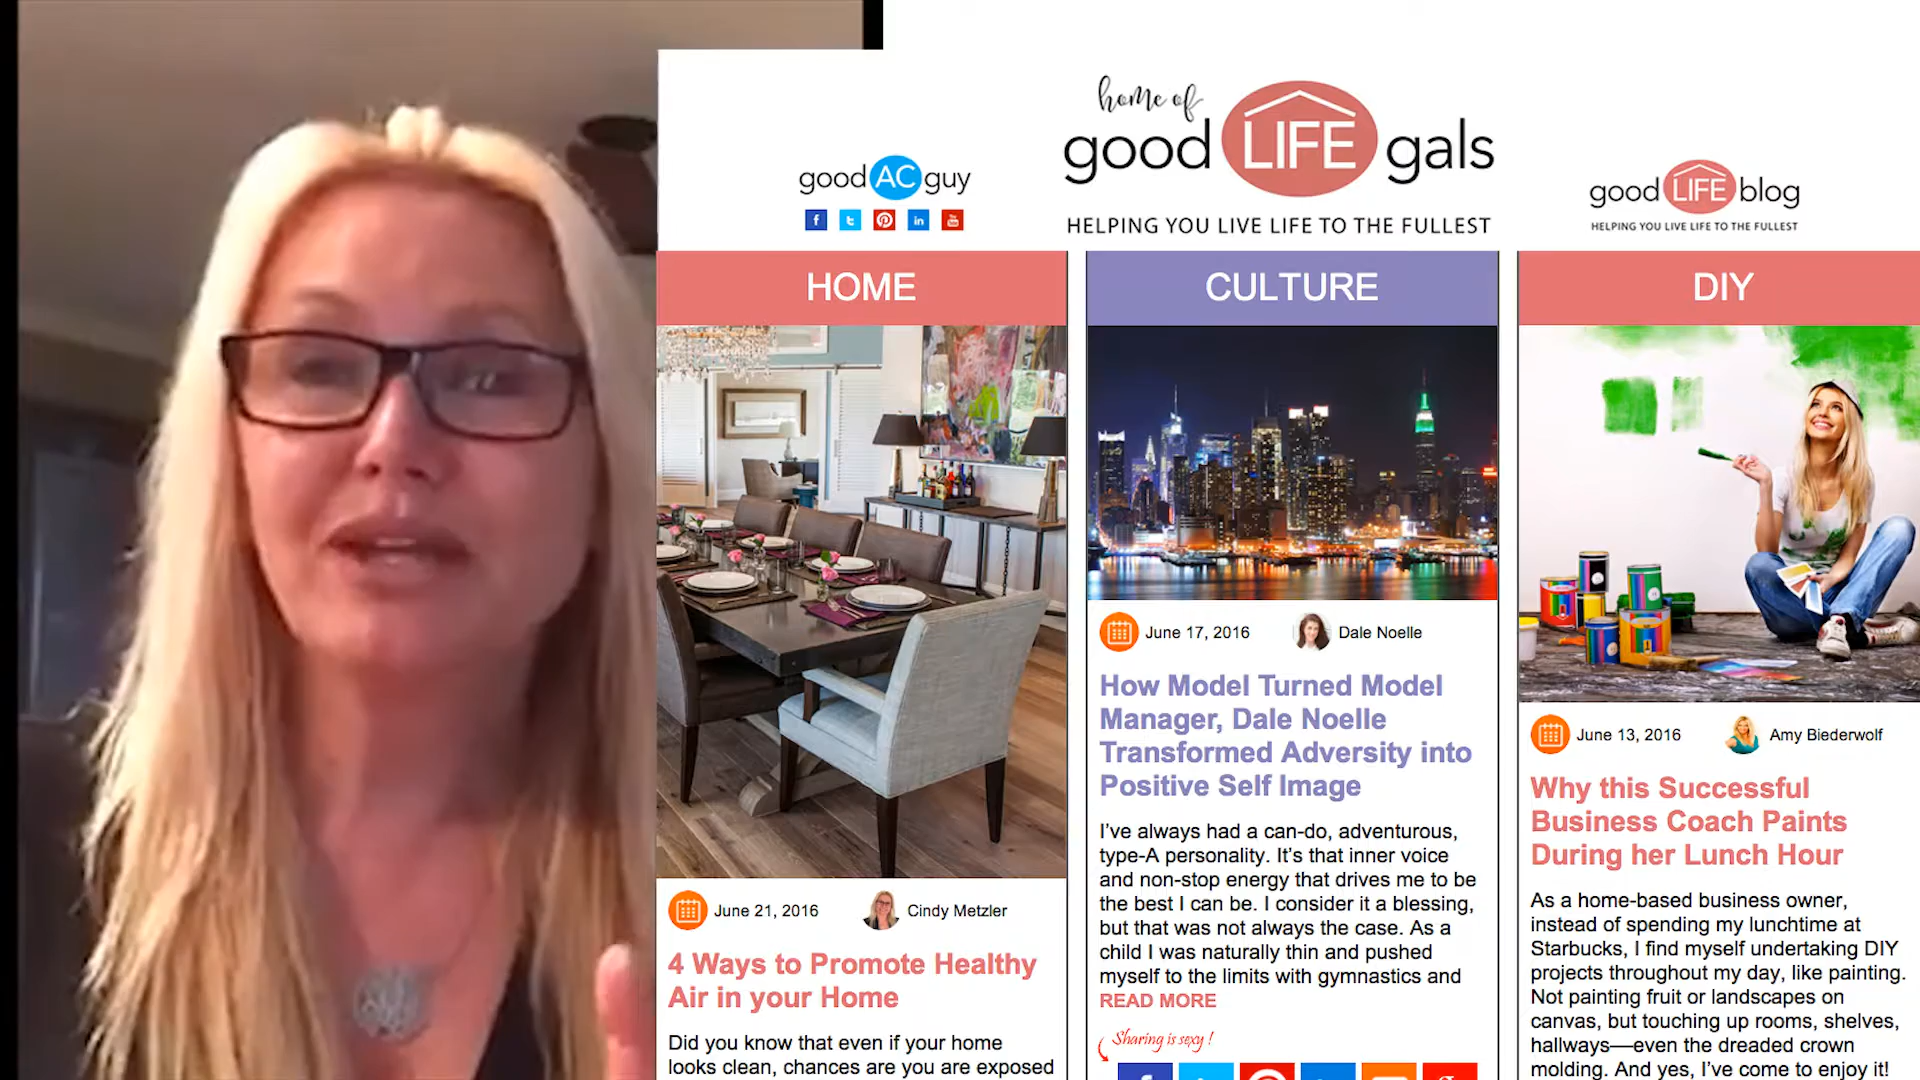 home of
good LIFE gals
HELPING YOU LIVE LIFE TO THE FULLEST
good AC guy
good LIFE blog
HELPING YOU LIVE LIFE TO THE FULLEST
HOME
June 21, 2016 Cindy Metzler
4 Ways to Promote Healthy
Air in your Home
Did you know that even if your home
looks clean, chances are you are exposed
CULTURE
June 17, 2016 Dale Noelle
How Model Turned Model
Manager, Dale Noelle
Transformed Adversity into
Positive Self Image
I’ve always had a can-do, adventurous,
type-A personality. It’s that inner voice
and non-stop energy that drives me to be
the best I can be. I consider it a blessing,
but that was not always the case. As a
child I was naturally thin and pushed
myself to the limits with gymnastics and
READ MORE
Sharing is sexy !
DIY
June 13, 2016 Amy Biederwolf
Why this Successful
Business Coach Paints
During her Lunch Hour
As a home-based business owner,
instead of spending my lunchtime at
Starbucks, I find myself undertaking DIY
projects throughout my day, like painting.
Not painting fruit or landscapes on
canvas, but touching up rooms, shelves,
hallways—even the dreaded crown
molding. And yes, I’ve come to enjoy it!